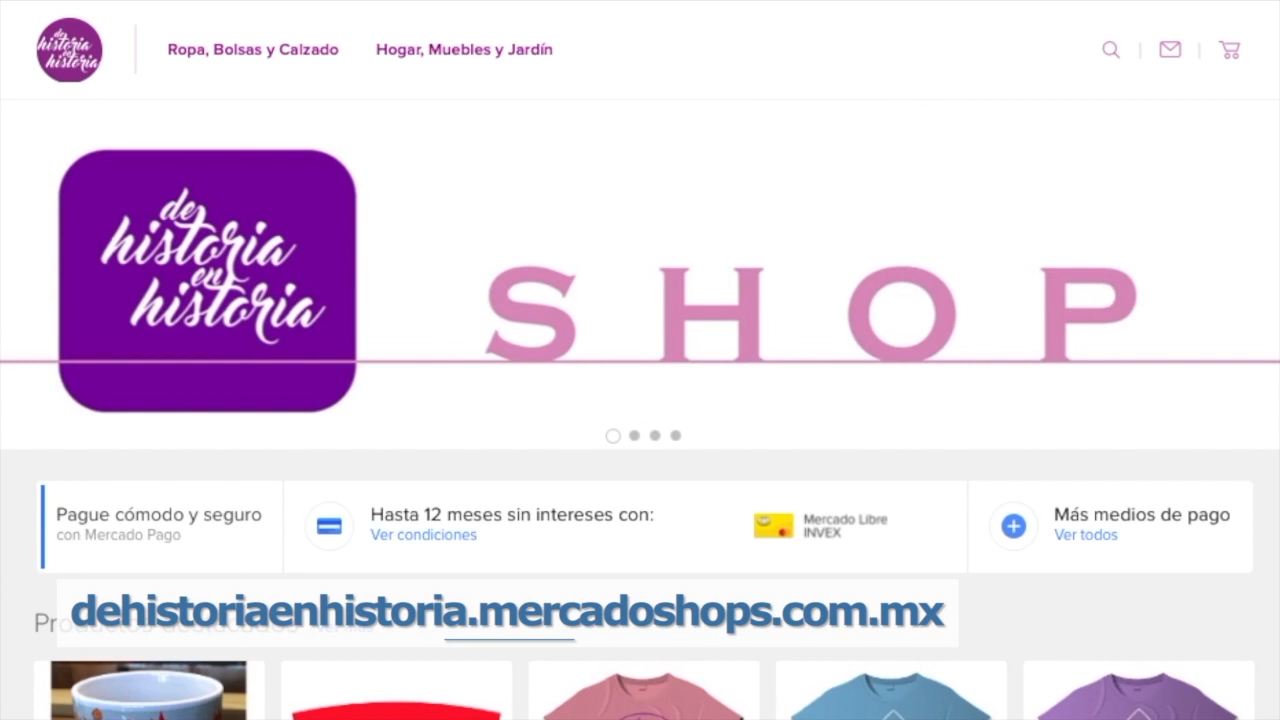 de
historia
en
historia
Ropa, Bolsas y Calzado
Hogar, Muebles y Jardín
de
historia
en
historia
SHOP
Pague cómodo y seguro
con Mercado Pago
Hasta 12 meses sin intereses con:
Ver condiciones
Mercado Libre
INVEX
Más medios de pago
Ver todos
dehistoriaenhistoria.mercadoshops.com.mx
Productos destacados